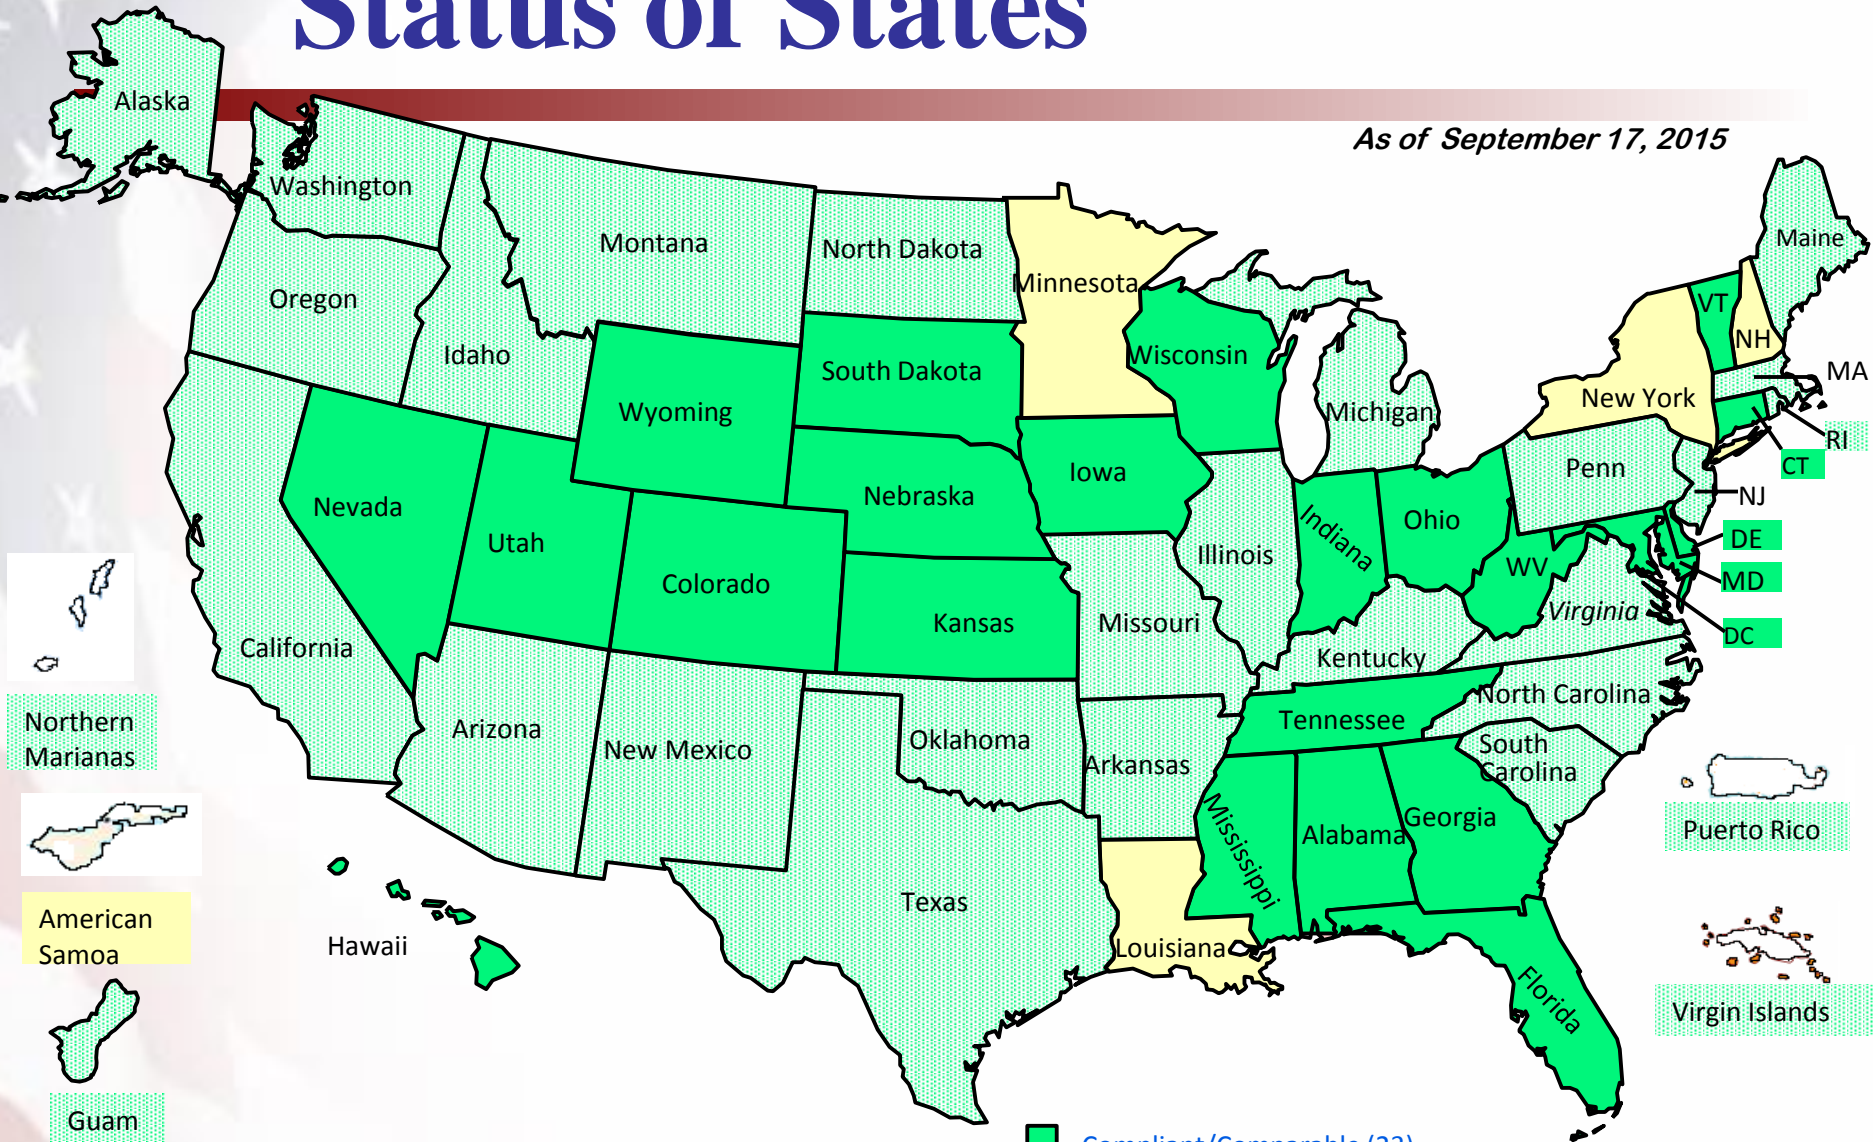 Status of States
As of September 17, 2015
Alaska
Washington
Montana
North Dakota
Minnesota
Maine
Oregon
Idaho
Wyoming
South Dakota
Wisconsin
Michigan
New York
VT
NH
MA
RI
CT
Nevada
Utah
Colorado
Nebraska
Iowa
Illinois
Indiana
Ohio
Penn
NJ
DE
MD
DC
WV
Virginia
California
Kansas
Missouri
Kentucky
North Carolina
Tennessee
South
Carolina
Arizona
New Mexico
Oklahoma
Arkansas
Mississippi
Alabama
Georgia
Texas
Louisiana
Florida
Hawaii
Northern
Marianas
American
Samoa
Guam
Puerto Rico
Virgin Islands